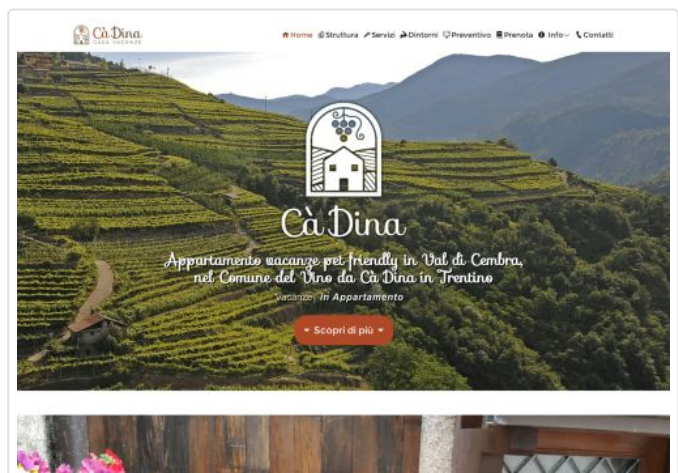 Cà Dina
CASA VACANZE
Home Struttura Servizi Dintorni Preventivo Prenota Info Contatti
Cà Dina
Appartamento vacanze pet friendly in Val di Cembra,
nel Comune del Vino da Cà Dina in Trentino
vacanze in Appartamento
Scopri di più